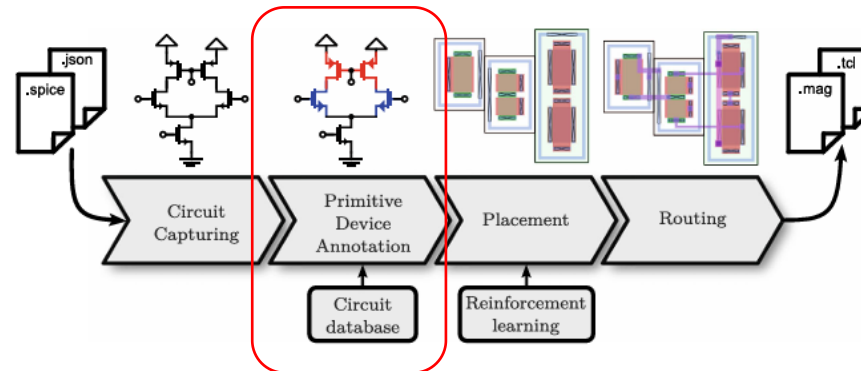 .json
.spice
.tcl
.mag
Circuit
Capturing
Primitive
Device
Annotation
Placement
Routing
Circuit
database
Reinforcement
learning